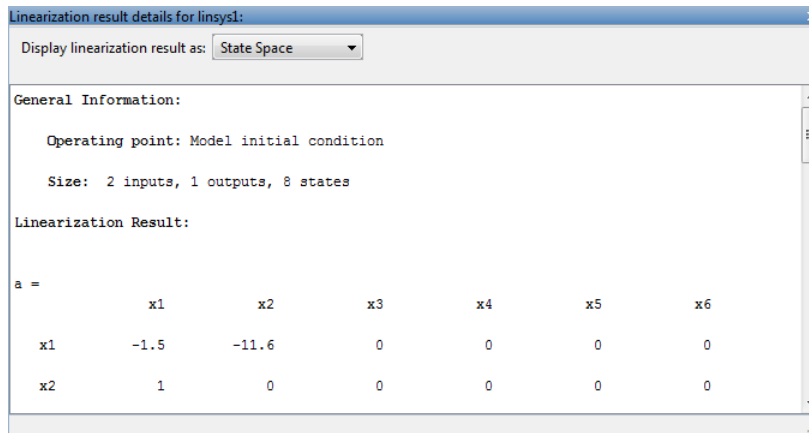 Linearization result details for linsys1:
Display linearization result as: State Space
General Information:
Operating point: Model initial condition
Size: 2 inputs, 1 outputs, 8 states
Linearization Result:
a =
x1 x2 x3 x4 x5 x6
x1 -1.5 -11.6 0 0 0 0
x2 1 0 0 0 0 0